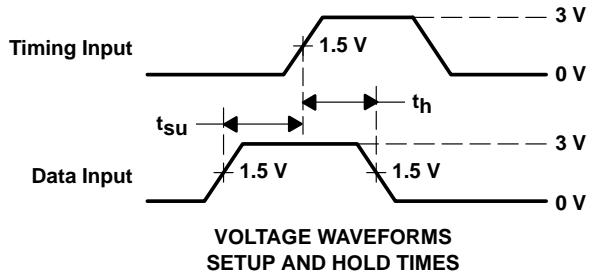 3 V
Timing Input
1.5 V
0 V
th
tsu
3 V
Data Input
1.5 V
1.5 V
0 V
VOLTAGE WAVEFORMS
SETUP AND HOLD TIMES